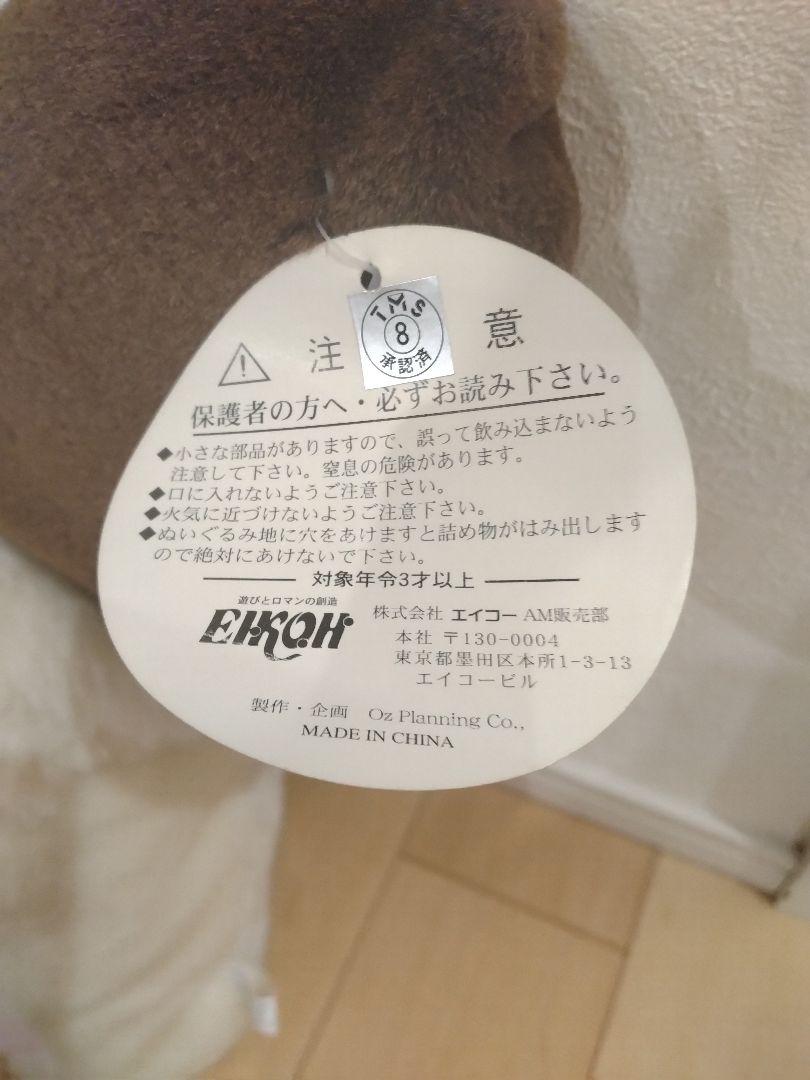 TMS
8
承認済
注 意
保護者の方へ・必ずお読み下さい。
◆小さな部品がありますので、誤って飲み込まないよう
注意して下さい。窒息の危険があります。
◆口に入れないようご注意下さい。
◆火気に近づけないようご注意下さい。
◆ぬいぐるみ地に穴をあけますと詰め物がはみ出します
ので絶対にあけないで下さい。
対象年令3才以上
遊びとロマンの創造
EIKOH
株式会社 エイコー AM販売部
本社 〒130-0004
東京都墨田区本所1-3-13
エイコービル
製作・企画 Oz Planning Co.,
MADE IN CHINA